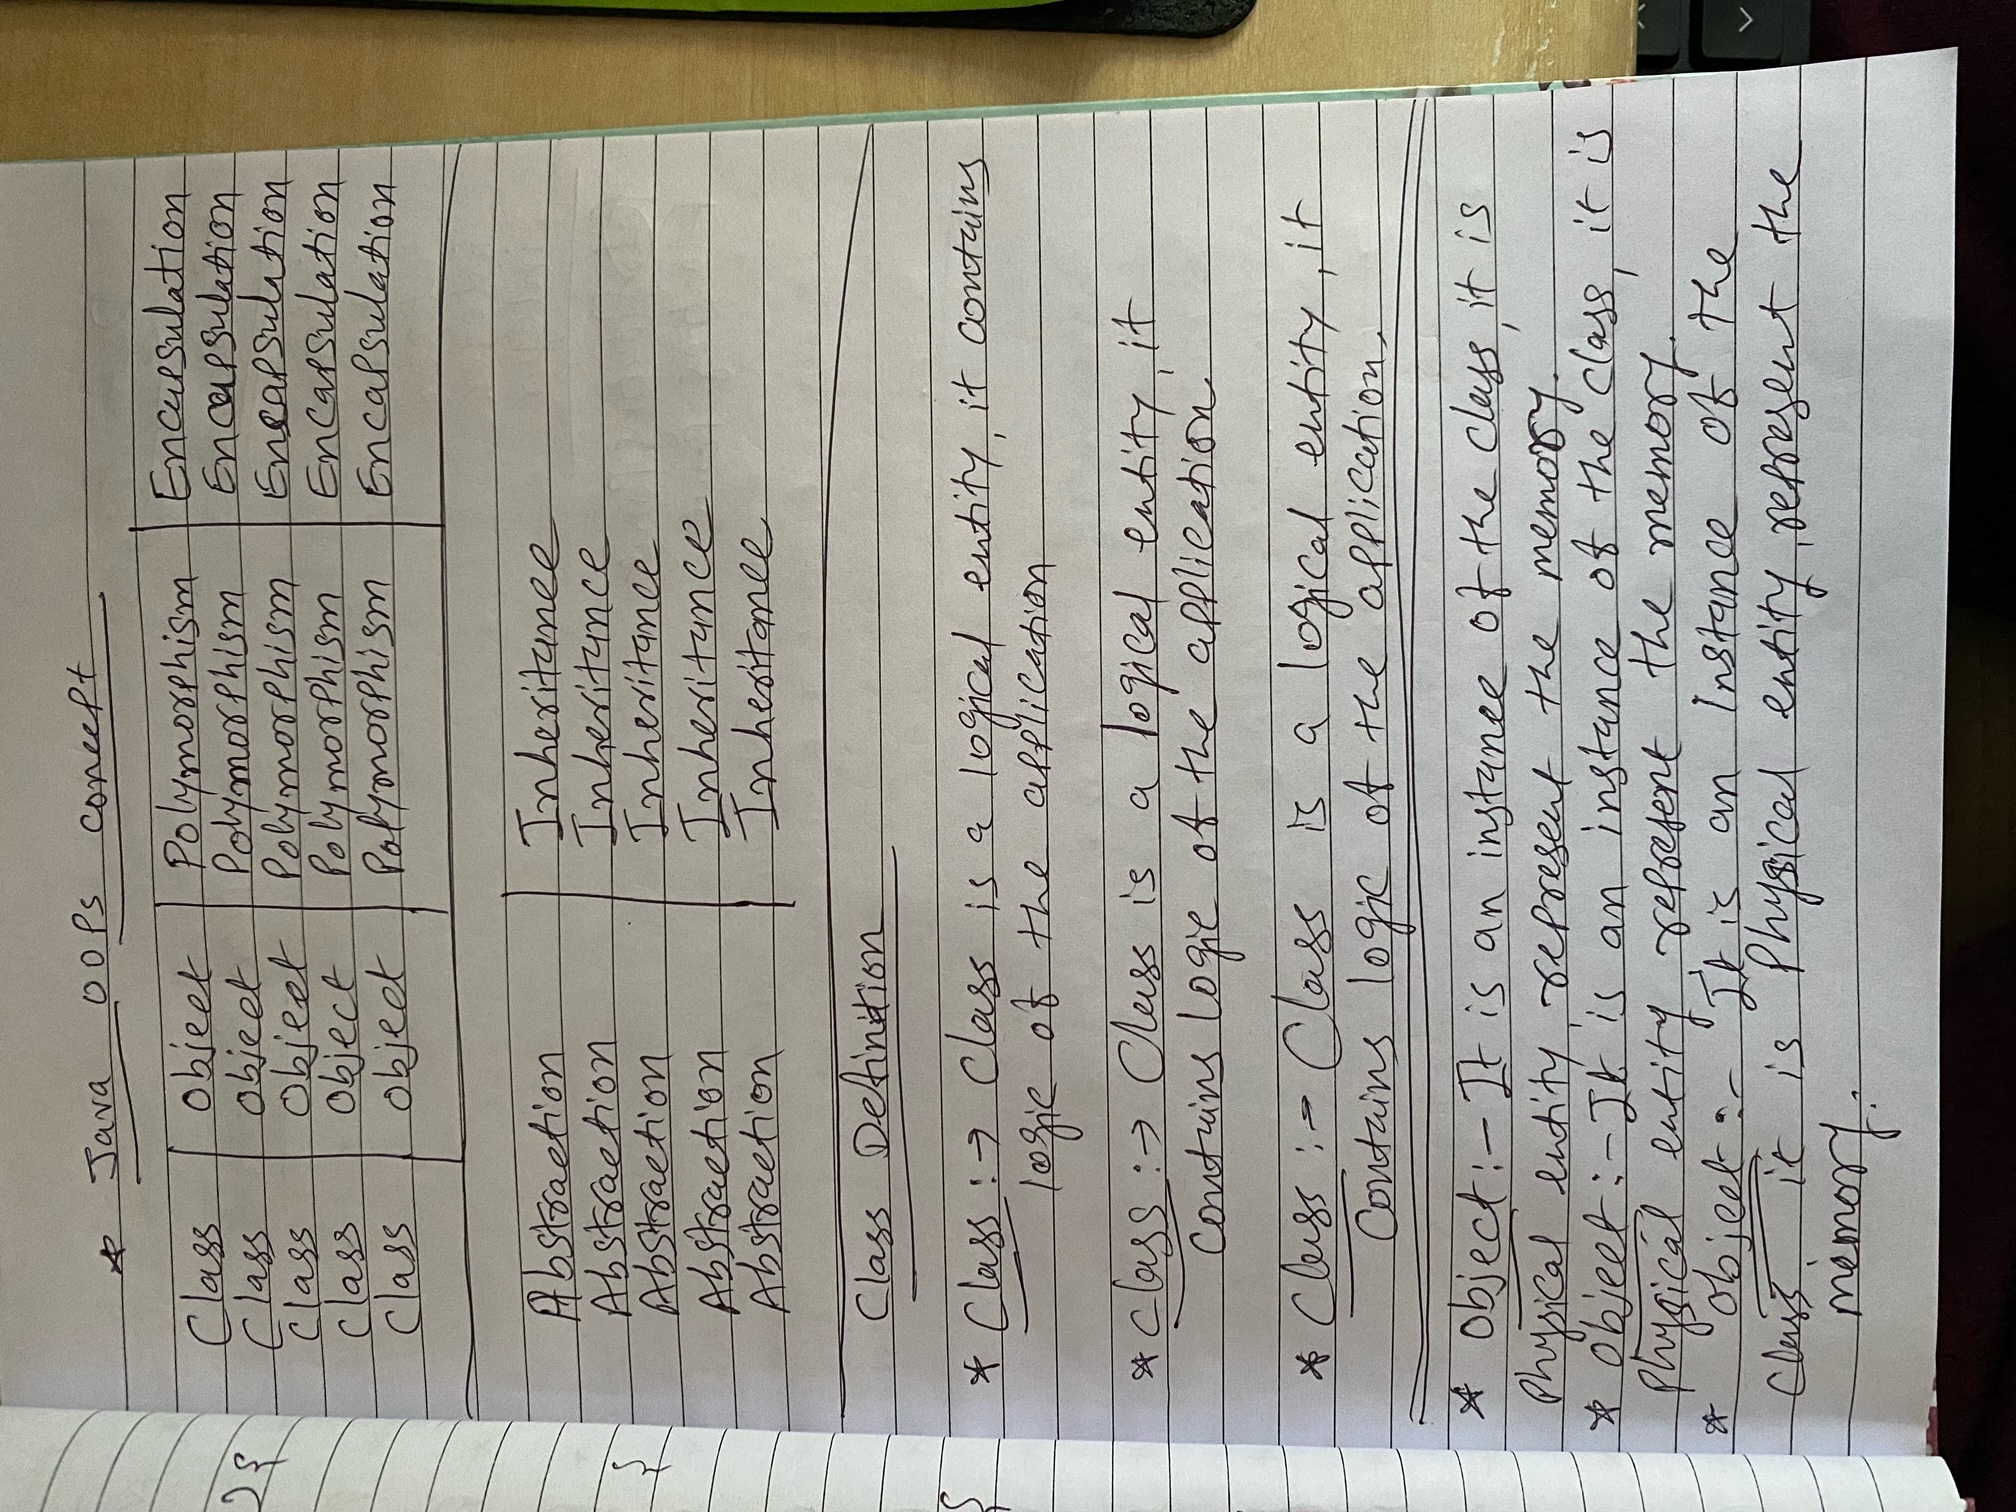 * Java OOPs concept
Class | Object | Polymorphism | Encapsulation
Class | Object | Polymorphism | Encapsulation
Class | Object | Polymorphism | Encapsulation
Class | Object | Polymorphism | Encapsulation
Class | Object | Polymorphism | Encapsulation
Abstraction | Inheritance
Abstraction | Inheritance
Abstraction | Inheritance
Abstraction | Inheritance
Abstraction | Inheritance
Class Definition
* Class :→ Class is a logical entity, it contains
logic of the application
* Class :→ Class is a logical entity, it
contains logic of the application.
* Class :- Class is a logical entity, it
contains logic of the application.
* Object :- It is an instance of the class, it is
Physical entity, represent the memory.
* Object :- It is an instance of the class, it is
Physical entity, represent the memory.
* Object :- It is an instance of the
class, it is Physical entity, represent the
memory.